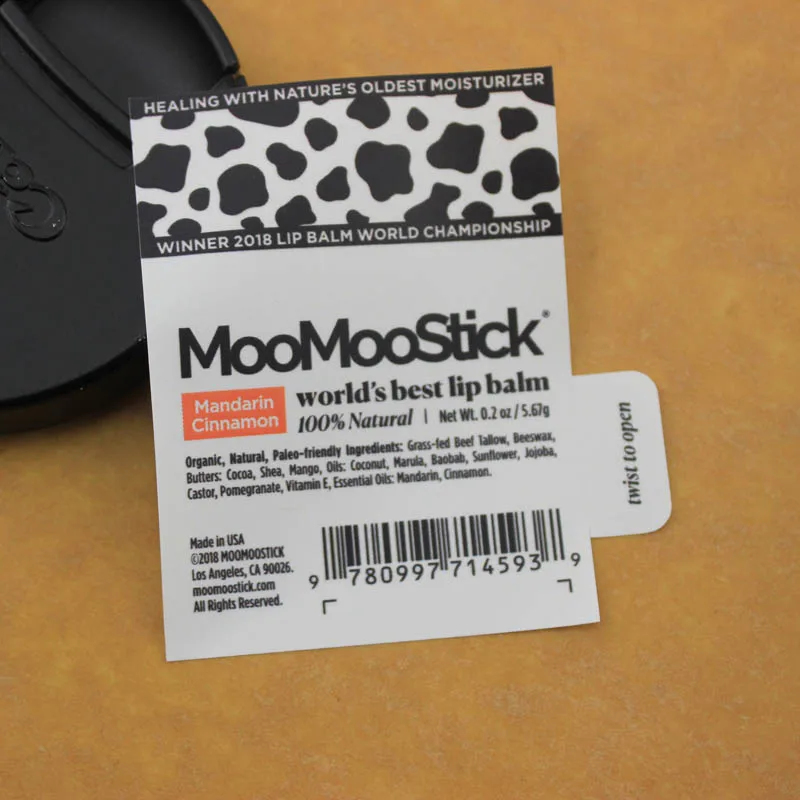 HEALING WITH NATURE'S OLDEST MOISTURIZER
WINNER 2018 LIP BALM WORLD CHAMPIONSHIP
MooMooStick®
Mandarin
Cinnamon
world's best lip balm
100% Natural | Net Wt. 0.2 oz / 5.67g
Organic, Natural, Paleo-friendly Ingredients: Grass-fed Beef Tallow, Beeswax,
Butters: Cocoa, Shea, Mango, Oils: Coconut, Marula, Baobab, Sunflower, Jojoba,
Castor, Pomegranate, Vitamin E, Essential Oils: Mandarin, Cinnamon.
Made in USA
©2018 MOOMOOSTICK
Los Angeles, CA 90026.
moomoostick.com
All Rights Reserved.
9 780997 714593 9
twist to open